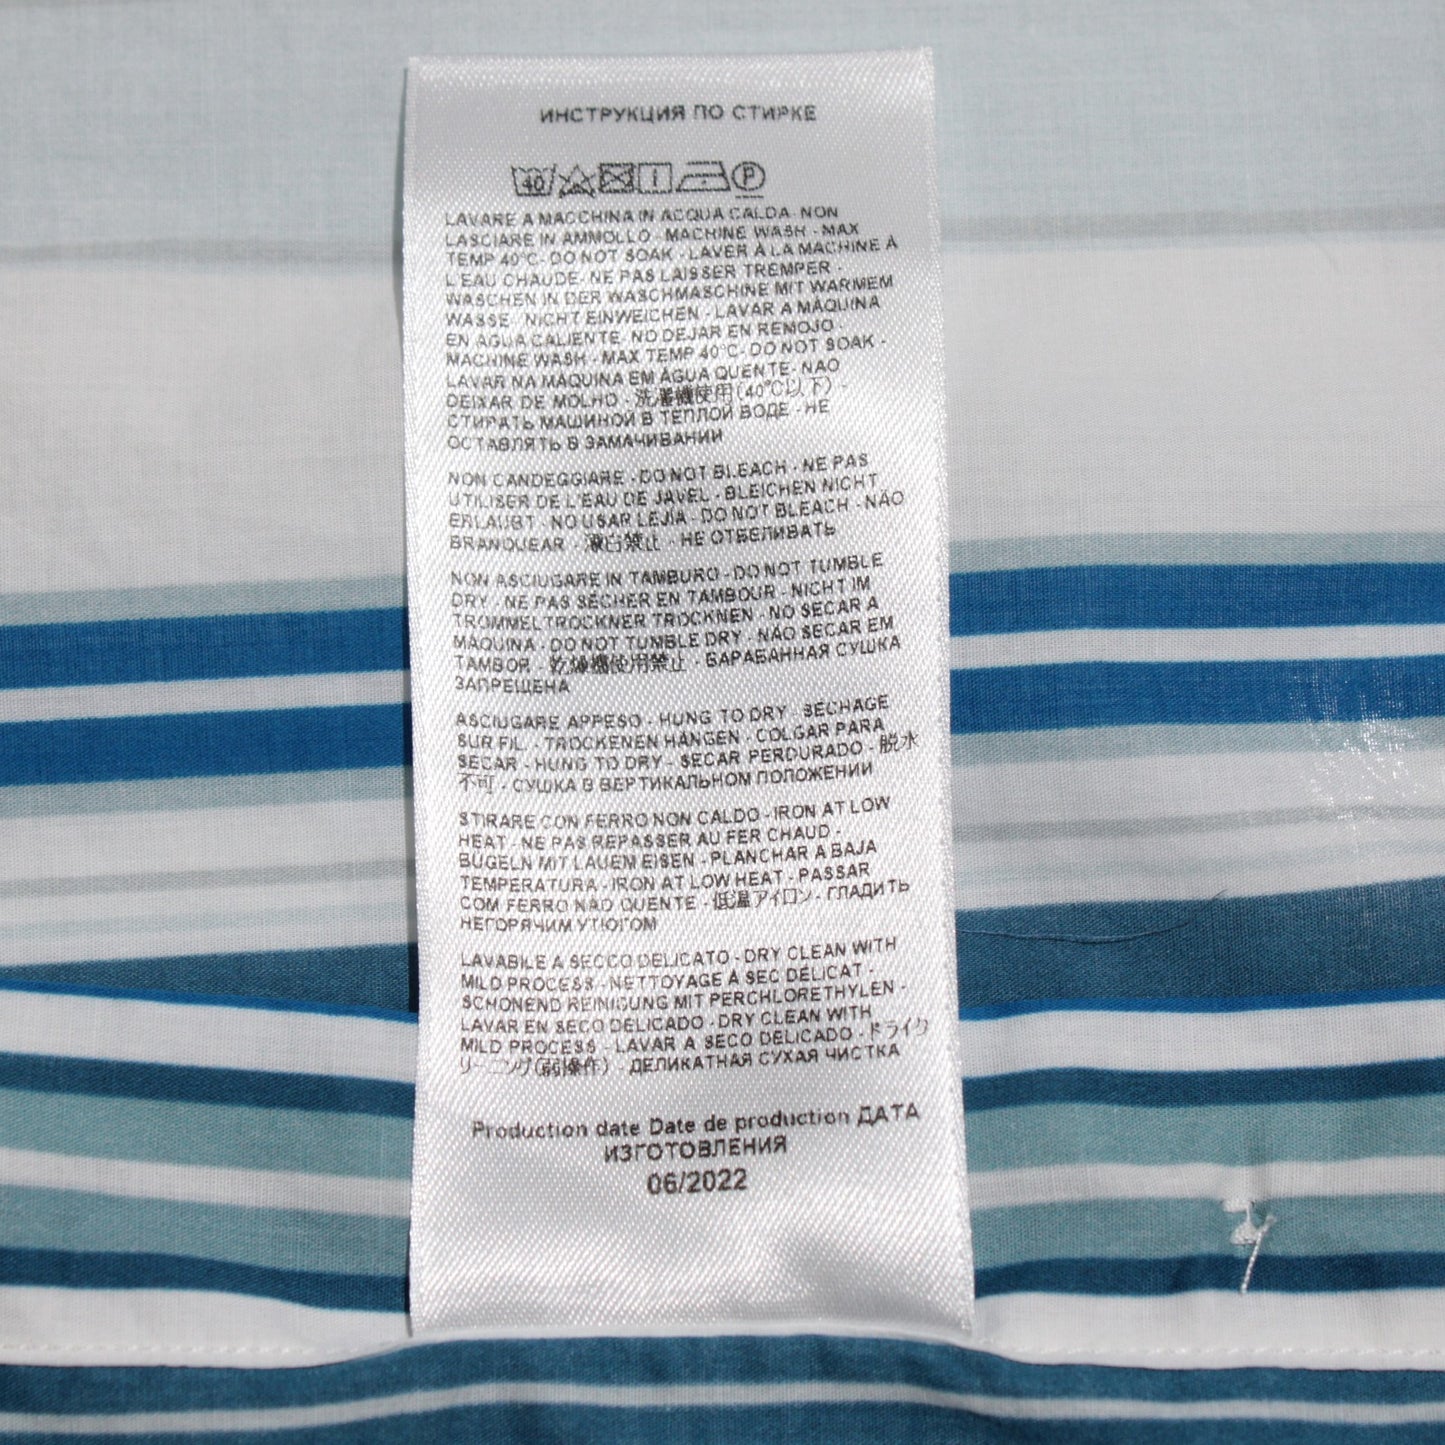 ИНСТРУКЦИЯ ПО СТИРКЕ
40 P
LAVARE A MACCHINA IN ACQUA CALDA- NON
LASCIARE IN AMMOLLO - MACHINE WASH - MAX
TEMP 40°C- DO NOT SOAK - LAVER À LA MACHINE À
L'EAU CHAUDE- NE PAS LAISSER TREMPER -
WASCHEN IN DER WASCHMASCHINE MIT WARMEM
WASSE - NICHT EINWEICHEN - LAVAR A MÁQUINA
EN AGUA CALIENTE- NO DEJAR EN REMOJO-
MACHINE WASH - MAX TEMP 40°C- DO NOT SOAK -
LAVAR NA MÁQUINA EM ÁGUA QUENTE- NÃO
DEIXAR DE MOLHO - 洗濯機使用(40℃以下) -
СТИРАТЬ МАШИНОЙ В ТЕПЛОЙ ВОДЕ - НЕ
ОСТАВЛЯТЬ В ЗАМАЧИВАНИИ
NON CANDEGGIARE - DO NOT BLEACH - NE PAS
UTILISER DE L'EAU DE JAVEL - BLEICHEN NICHT
ERLAUBT - NO USAR LEJÍA - DO NOT BLEACH - NÃO
BRANQUEAR - 漂白禁止 - НЕ ОТБЕЛИВАТЬ
NON ASCIUGARE IN TAMBURO - DO NOT TUMBLE
DRY - NE PAS SÉCHER EN TAMBOUR - NICHT IM
TROMMELTROCKNER TROCKNEN - NO SECAR A
MÁQUINA - DO NOT TUMBLE DRY - NÃO SECAR EM
TAMBOR - 乾燥機使用禁止 - БАРАБАННАЯ СУШКА
ЗАПРЕЩЕНА
ASCIUGARE APPESO - HUNG TO DRY - SÉCHAGE
SUR FIL - TROCKENEN HÄNGEN - COLGAR PARA
SECAR - HUNG TO DRY - SECAR PERDURADO - 脱水
不可 - СУШКА В ВЕРТИКАЛЬНОМ ПОЛОЖЕНИИ
STIRARE CON FERRO NON CALDO - IRON AT LOW
HEAT - NE PAS REPASSER AU FER CHAUD -
BÜGELN MIT LAUEM EISEN - PLANCHAR A BAJA
TEMPERATURA - IRON AT LOW HEAT - PASSAR
COM FERRO NÃO QUENTE - 低温アイロン - ГЛАДИТЬ
НЕГОРЯЧИМ УТЮГОМ
LAVABILE A SECCO DELICATO - DRY CLEAN WITH
MILD PROCESS - NETTOYAGE À SEC DÉLICAT -
SCHONEND REINIGUNG MIT PERCHLORETHYLEN -
LAVAR EN SECO DELICADO - DRY CLEAN WITH
MILD PROCESS - LAVAR A SECO DELICADO - ドライク
リーニング(弱操作) - ДЕЛИКАТНАЯ СУХАЯ ЧИСТКА
Production date Date de production ДАТА
ИЗГОТОВЛЕНИЯ
06/2022